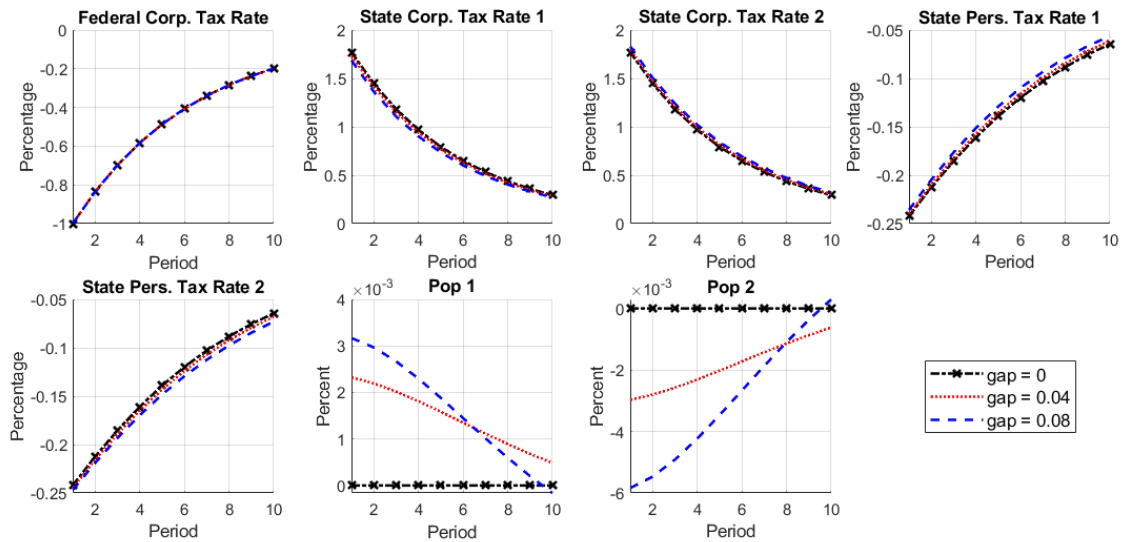 Federal Corp. Tax Rate
Percentage
0
-0.2
-0.4
-0.6
-0.8
-1
2 4 6 8 10
Period
State Corp. Tax Rate 1
Percentage
2
1.5
1
0.5
0
2 4 6 8 10
Period
State Corp. Tax Rate 2
Percentage
2
1.5
1
0.5
0
2 4 6 8 10
Period
State Pers. Tax Rate 1
Percentage
-0.05
-0.1
-0.15
-0.2
-0.25
2 4 6 8 10
Period
State Pers. Tax Rate 2
Percentage
-0.05
-0.1
-0.15
-0.2
-0.25
2 4 6 8 10
Period
Pop 1
×10^-3
Percent
4
3
2
1
0
2 4 6 8 10
Period
Pop 2
×10^-3
Percent
0
-2
-4
-6
2 4 6 8 10
Period
gap = 0
gap = 0.04
gap = 0.08